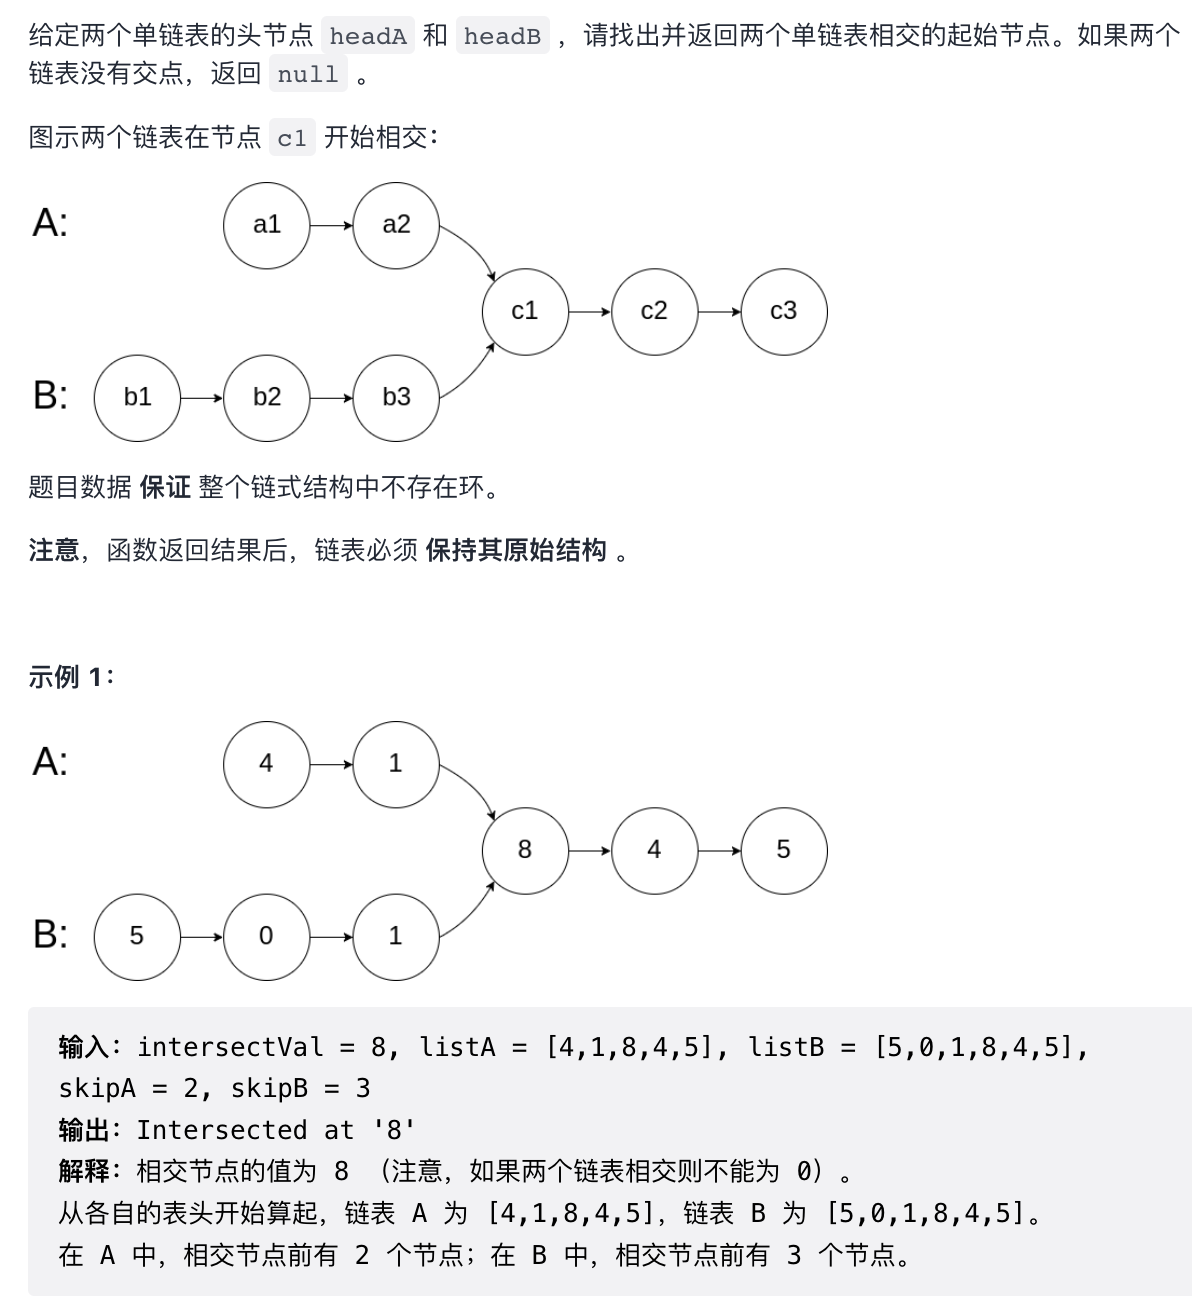 给定两个单链表的头节点 headA 和 headB ，请找出并返回两个单链表相交的起始节点。如果两个
链表没有交点，返回 null 。
图示两个链表在节点 c1 开始相交：
A: a1 a2
c1 c2 c3
B: b1 b2 b3
题目数据 保证 整个链式结构中不存在环。
注意，函数返回结果后，链表必须 保持其原始结构 。
示例 1：
A: 4 1
8 4 5
B: 5 0 1
输入：intersectVal = 8, listA = [4,1,8,4,5], listB = [5,0,1,8,4,5],
skipA = 2, skipB = 3
输出：Intersected at '8'
解释：相交节点的值为 8 （注意，如果两个链表相交则不能为 0）。
从各自的表头开始算起，链表 A 为 [4,1,8,4,5]，链表 B 为 [5,0,1,8,4,5]。
在 A 中，相交节点前有 2 个节点；在 B 中，相交节点前有 3 个节点。